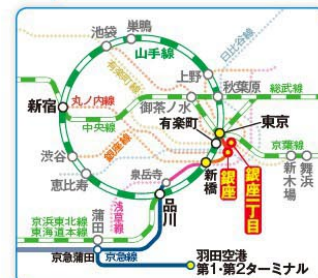 池袋
巣鴨
山手線
日比谷線
有楽町線
上野
秋葉原
総武線
新宿
丸ノ内線
御茶ノ水
中央線
有楽町
東京
銀座線
京葉線
渋谷
恵比寿
泉岳寺
新橋
銀座
銀座一丁目
新木場
舞浜
浅草線
品川
京浜東北線
東海道本線
蒲田
京急蒲田
京急線
羽田空港
第1・第2ターミナル